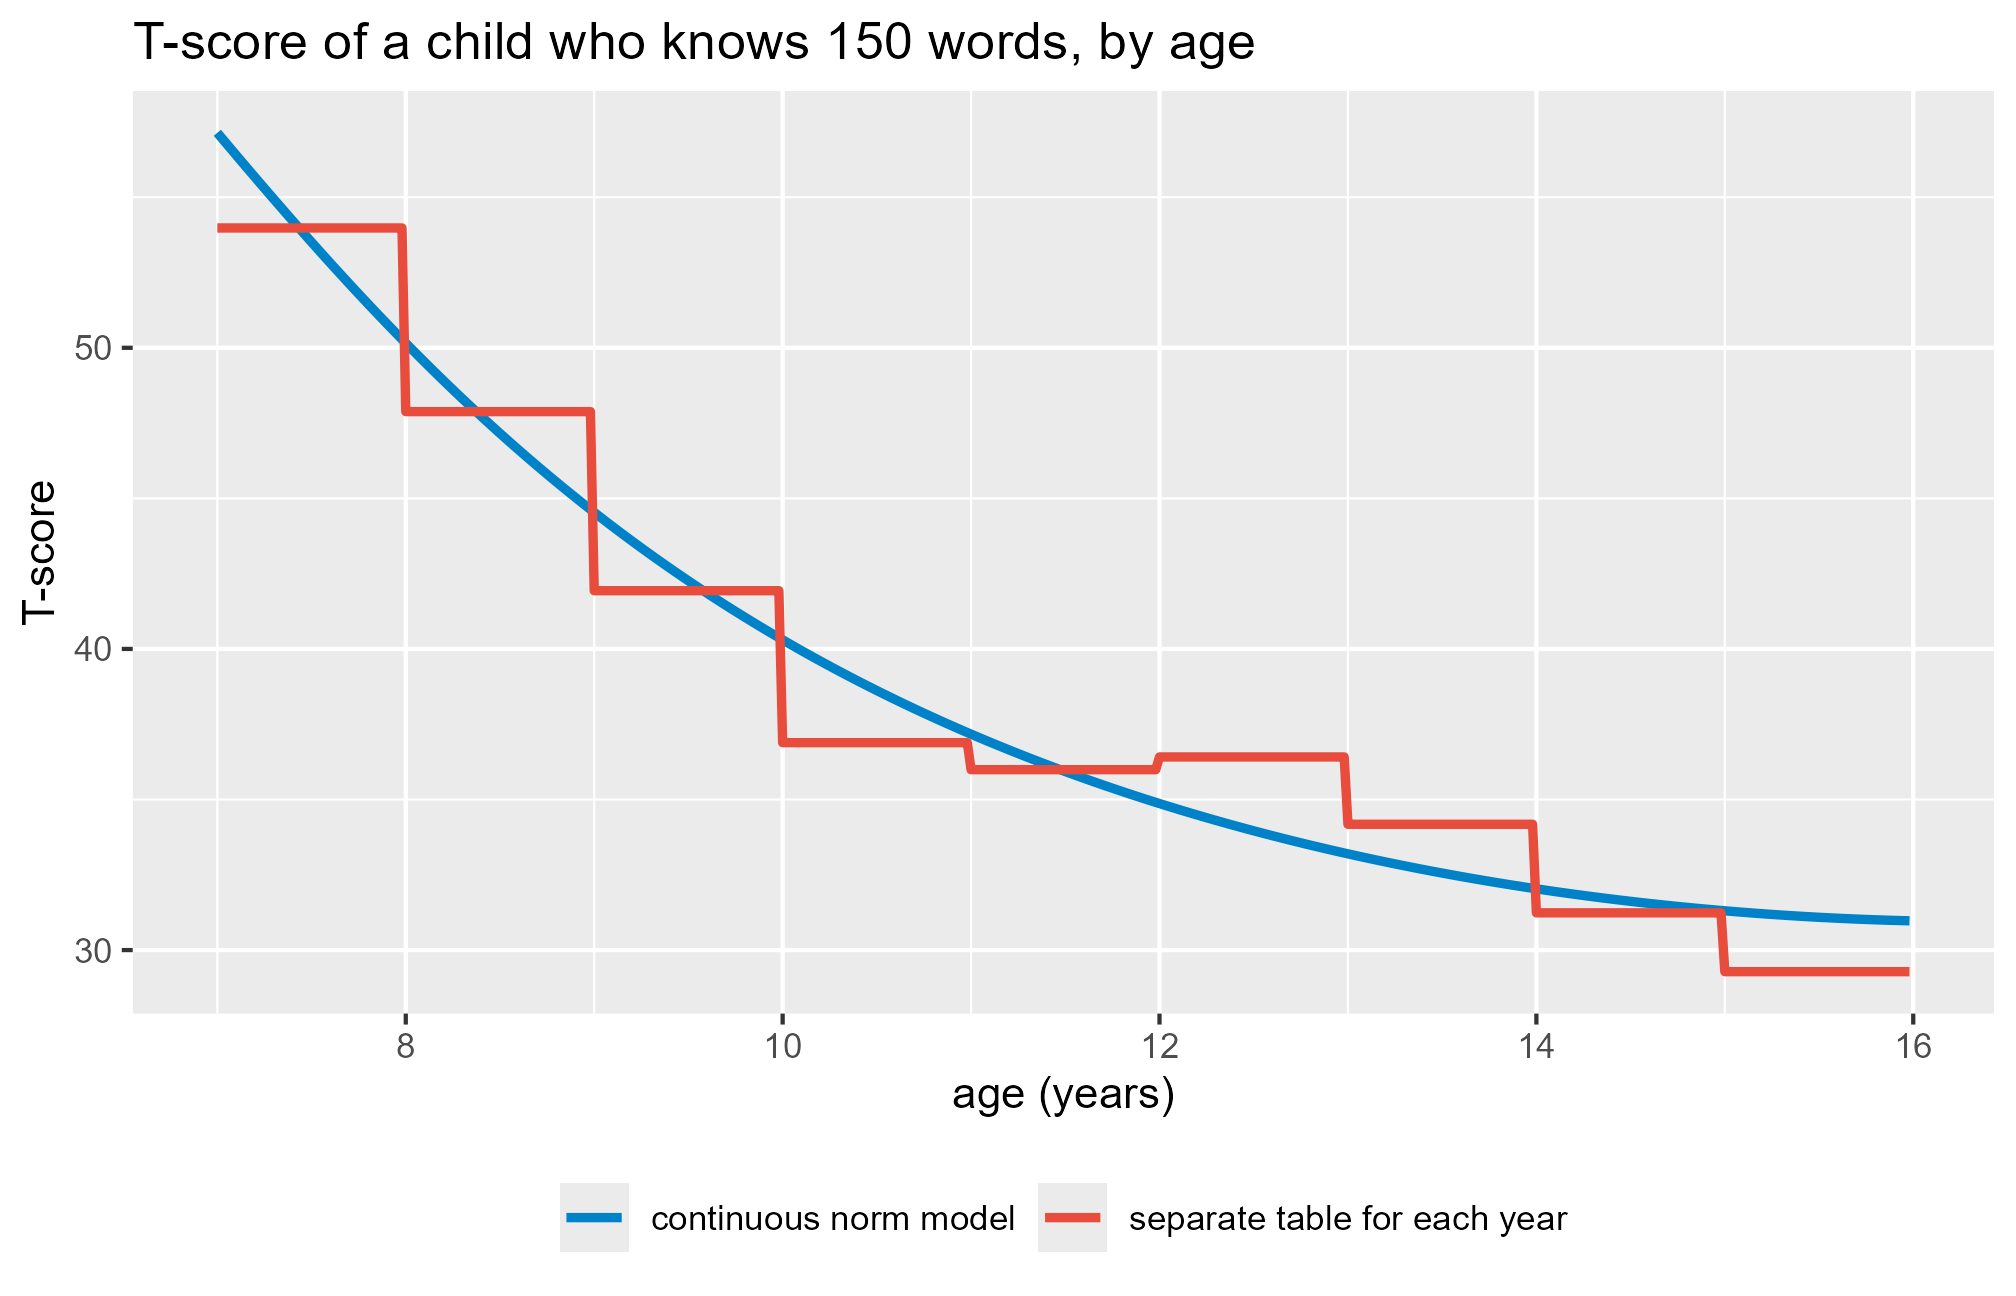 T-score of a child who knows 150 words, by age
T-score
50
40
30
8 10 12 14 16
age (years)
continuous norm model separate table for each year